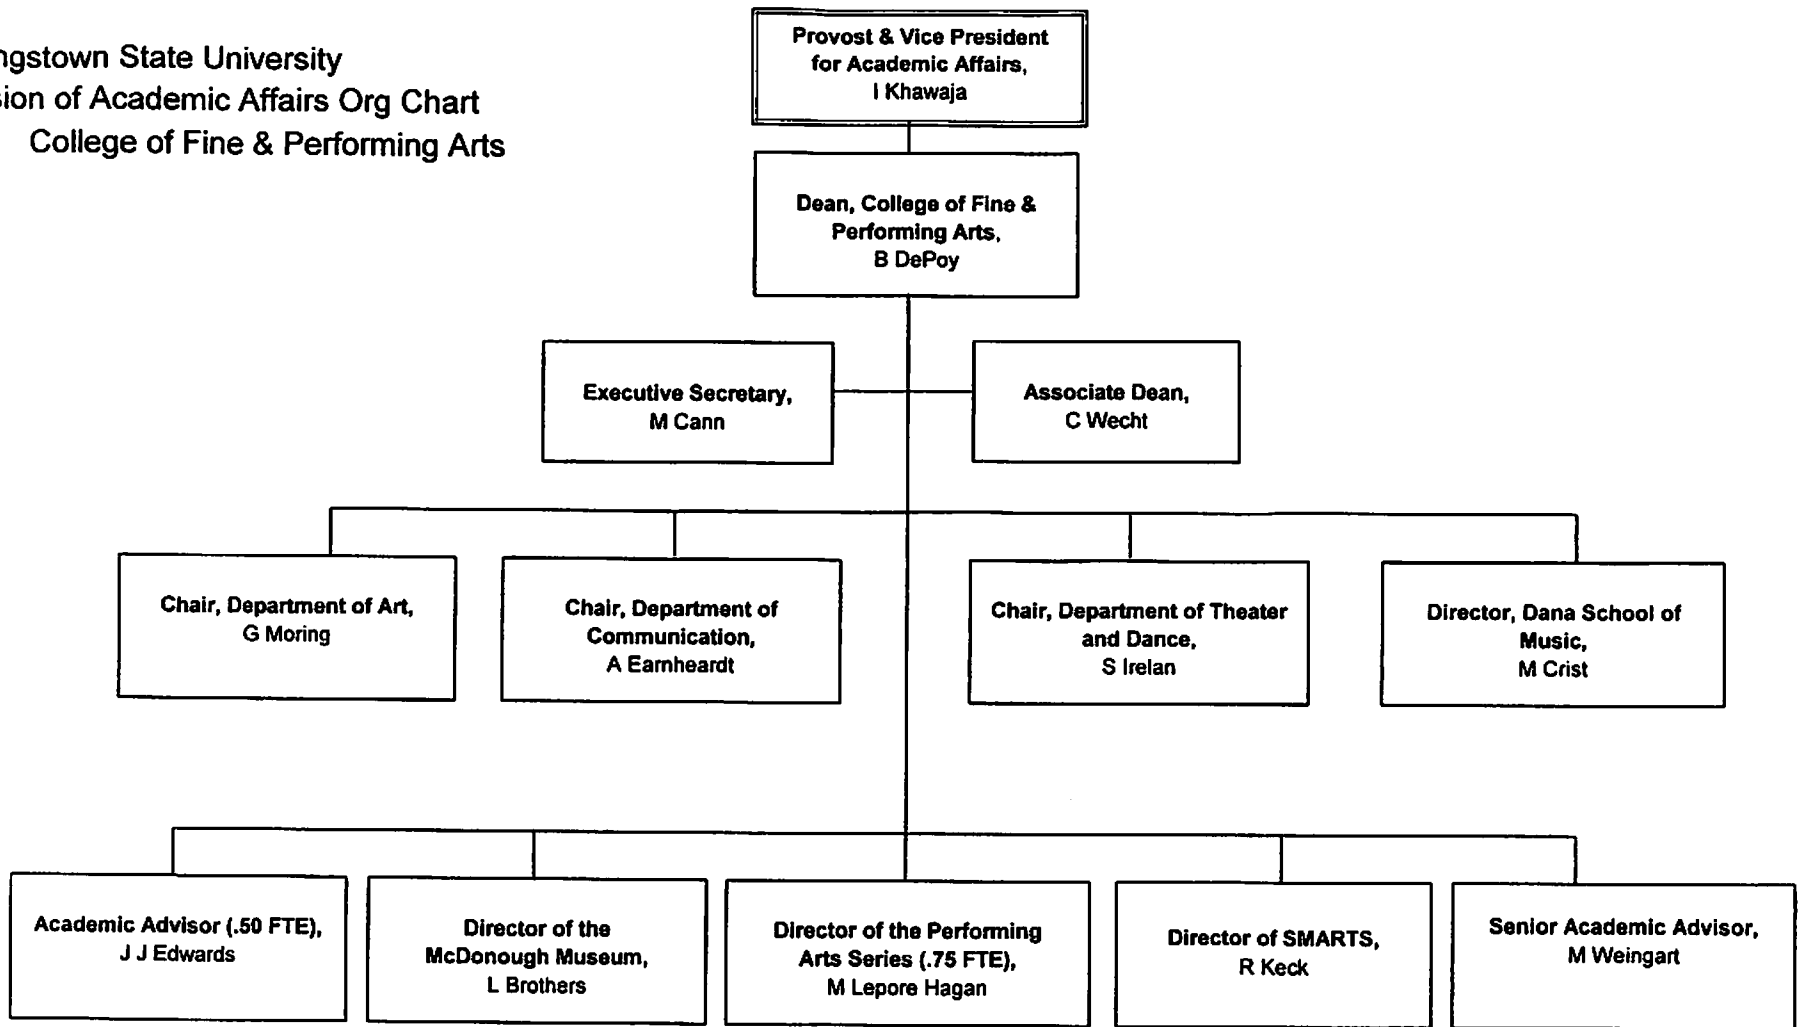 ngstown State University
sion of Academic Affairs Org Chart
College of Fine & Performing Arts
Provost & Vice President
for Academic Affairs,
I Khawaja
Dean, College of Fine &
Performing Arts,
B DePoy
Executive Secretary,
M Cann
Associate Dean,
C Wecht
Chair, Department of Art,
G Moring
Chair, Department of
Communication,
A Earnheardt
Chair, Department of Theater
and Dance,
S Irelan
Director, Dana School of
Music,
M Crist
Academic Advisor (.50 FTE),
J J Edwards
Director of the
McDonough Museum,
L Brothers
Director of the Performing
Arts Series (.75 FTE),
M Lepore Hagan
Director of SMARTS,
R Keck
Senior Academic Advisor,
M Weingart